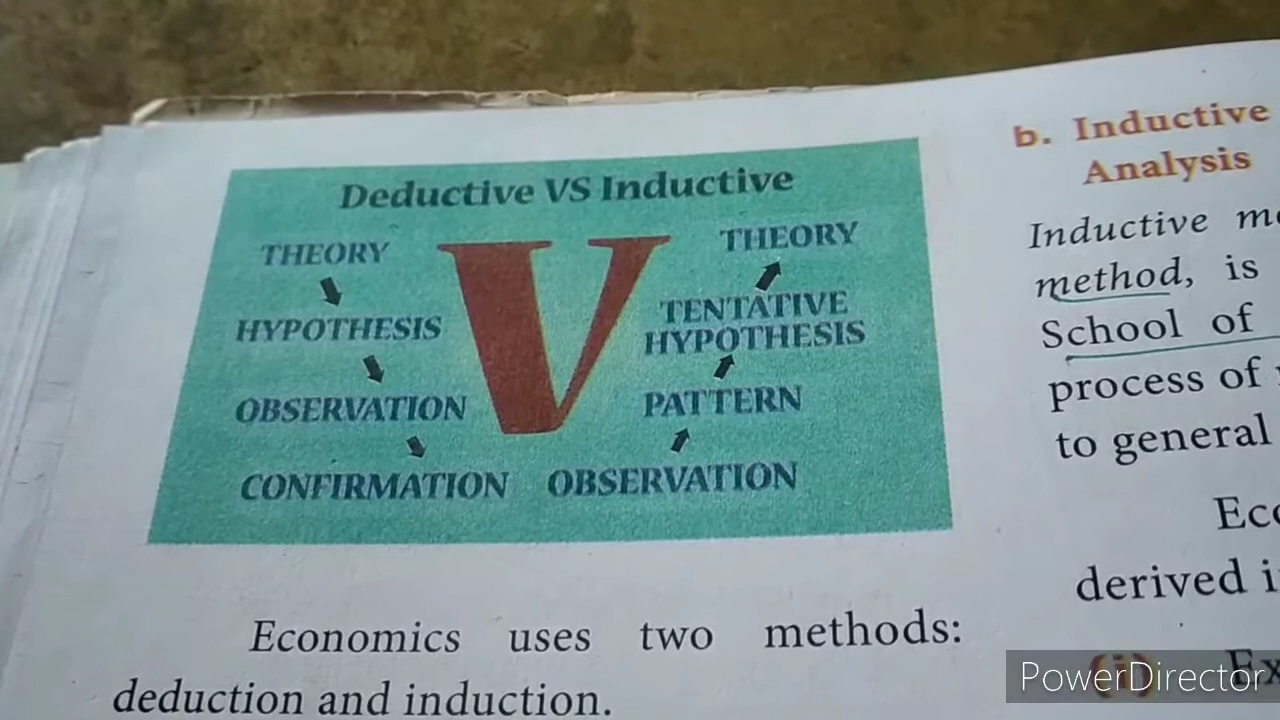 Deductive VS Inductive
THEORY
HYPOTHESIS
OBSERVATION
CONFIRMATION
V
THEORY
TENTATIVE
HYPOTHESIS
PATTERN
OBSERVATION
Economics uses two methods:
deduction and induction.
b. Inductive
Analysis
Inductive
method, is
School of
process of
to general
derived
(i)
PowerDirector